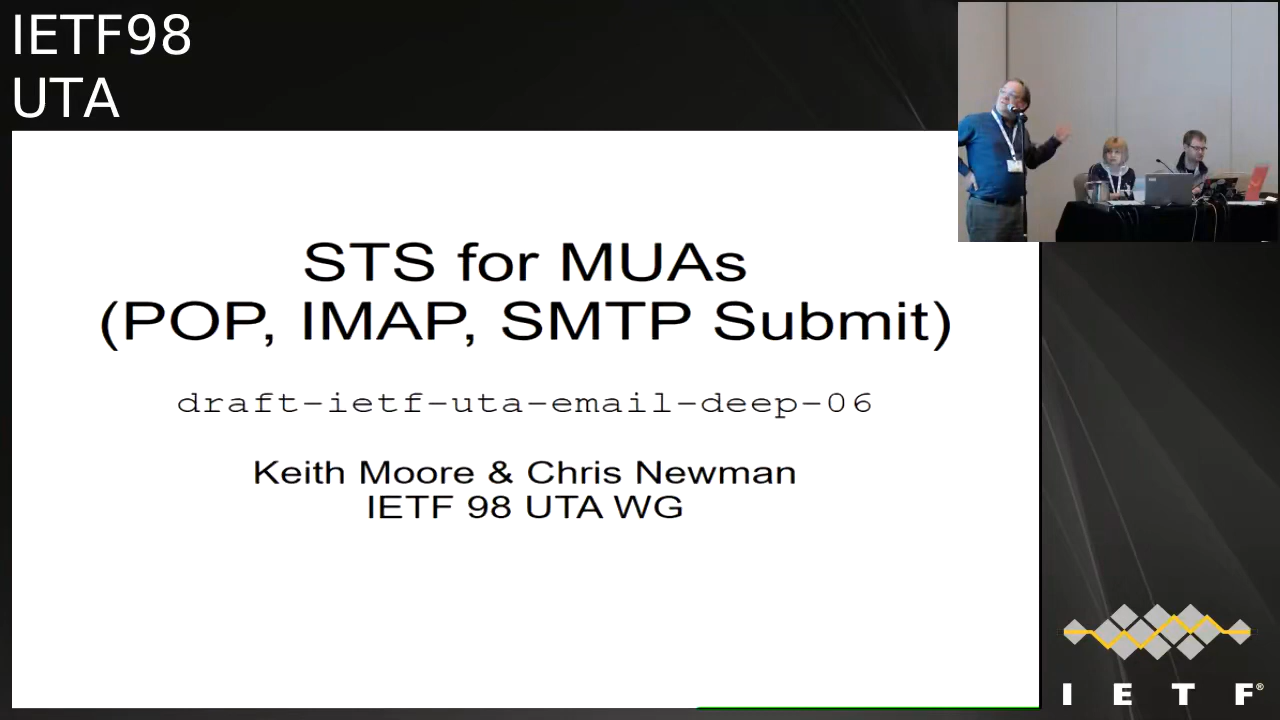 IETF98
UTA
STS for MUAs
(POP, IMAP, SMTP Submit)
draft-ietf-uta-email-deep-06
Keith Moore & Chris Newman
IETF 98 UTA WG
I E T F®